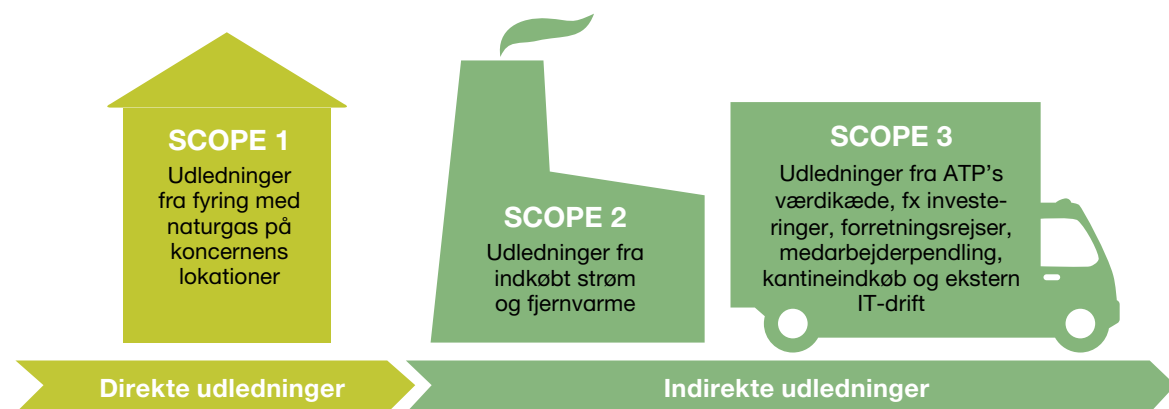 SCOPE 1
Udledninger
fra fyring med
naturgas på
koncernens
lokationer
SCOPE 2
Udledninger fra
indkøbt strøm
og fjernvarme
SCOPE 3
Udledninger fra ATP’s
værdikæde, fx investe-
ringer, forretningsrejser,
medarbejderpendling,
kantineindkøb og ekstern
IT-drift
Direkte udledninger
Indirekte udledninger